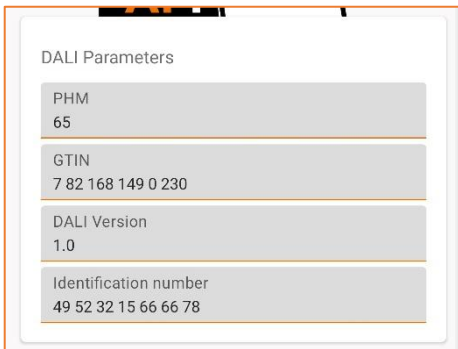 DALI Parameters
PHM
65
GTIN
7 82 168 149 0 230
DALI Version
1.0
Identification number
49 52 32 15 66 66 78